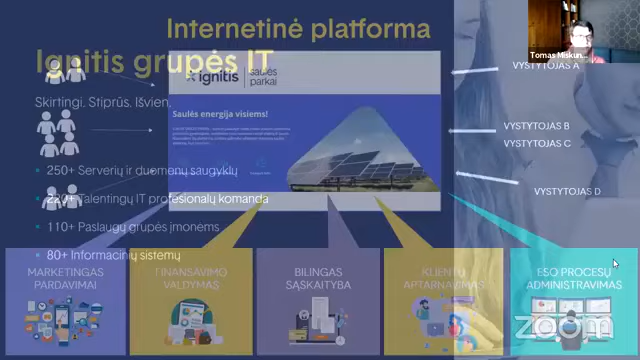 Internetinė platforma
Ignitis grupės IT
Tomas Miskun...
ignitis
saulės
parkai
VYSTYTOJAS A
Skirtingi. Stiprūs. Išvien.
Saulės energija visiems!
VYSTYTOJAS B
VYSTYTOJAS C
250+ Serverių ir duomenų saugyklų
VYSTYTOJAS D
220+ Talentingų IT profesionalų komanda
110+ Paslaugų grupės įmonėms
80+ Informacinių sistemų
MARKETINGAS
PARDAVIMAI
FINANSAVIMO
VALDYMAS
BILINGAS
SĄSKAITYBA
KLIENTŲ
APTARNAVIMAS
ESO PROCESŲ
ADMINISTRAVIMAS
zoom